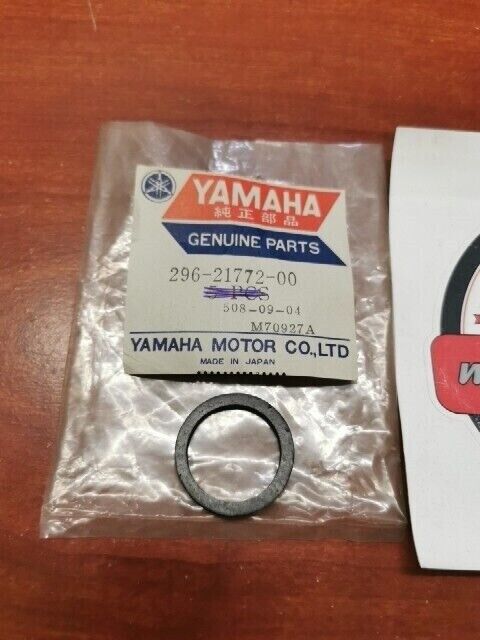 YAMAHA
純正部品
GENUINE PARTS
296-21772-00
PCS
508-09-04
M70927A
YAMAHA MOTOR CO.,LTD
MADE IN JAPAN